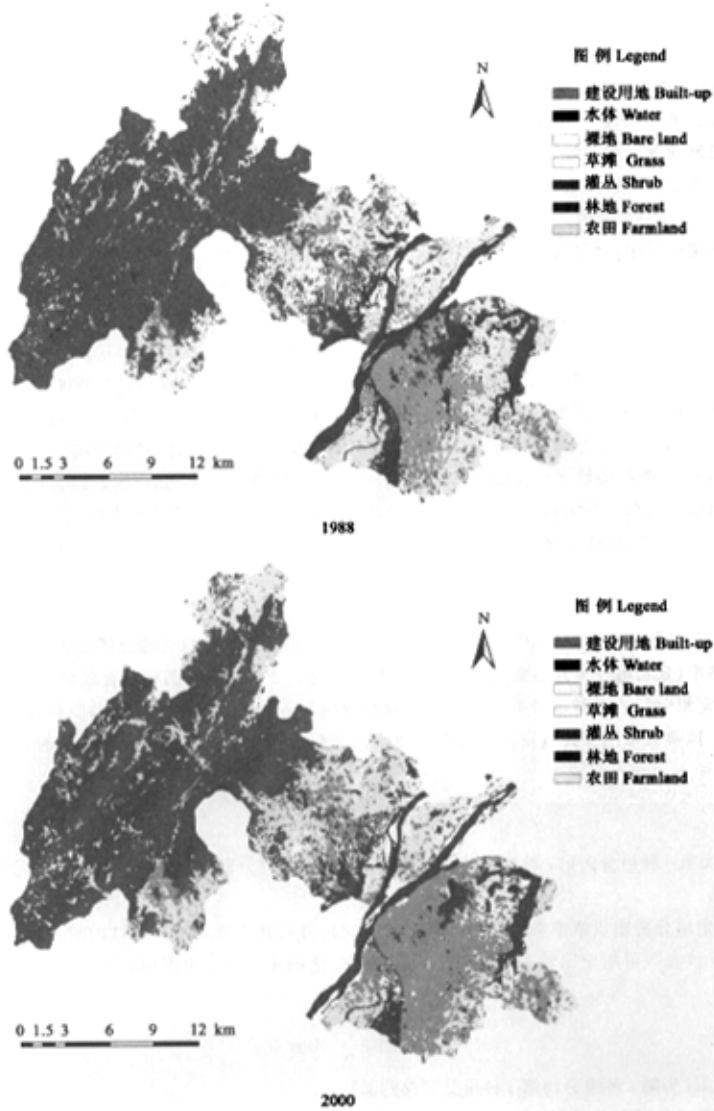 图 例 Legend
N
建设用地 Built-up
水体 Water
裸地 Bare land
草滩 Grass
灌丛 Shrub
林地 Forest
农田 Farmland
0 1.5 3 6 9 12 km
1988
图 例 Legend
N
建设用地 Built-up
水体 Water
裸地 Bare land
草滩 Grass
灌丛 Shrub
林地 Forest
农田 Farmland
0 1.5 3 6 9 12 km
2000